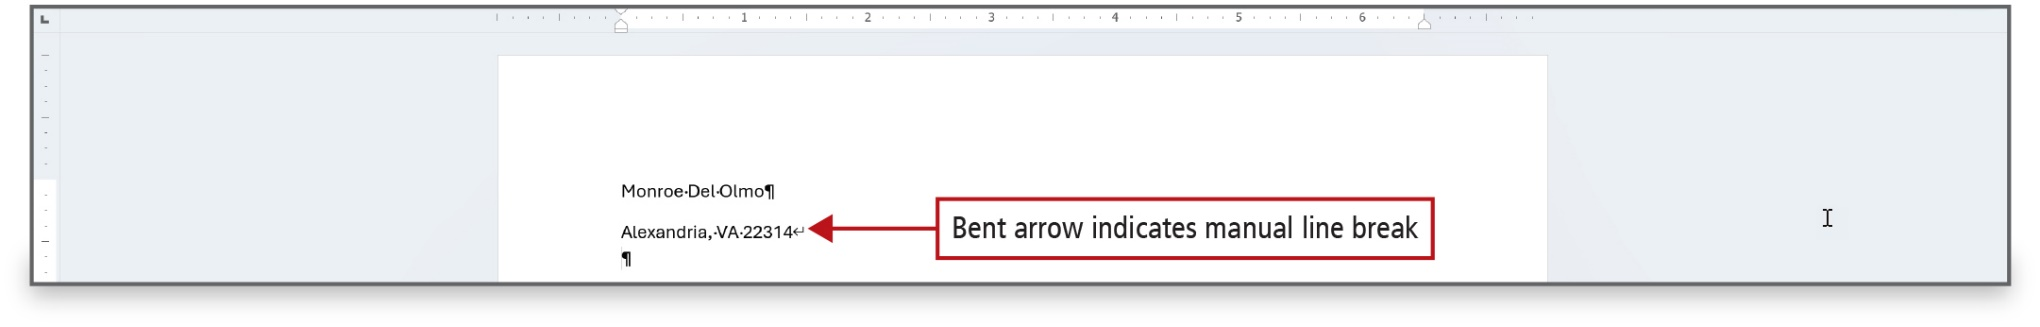 1 2 3 4 5 6
Monroe·Del·Olmo¶
Alexandria,·VA·22314↵
¶
Bent arrow indicates manual line break